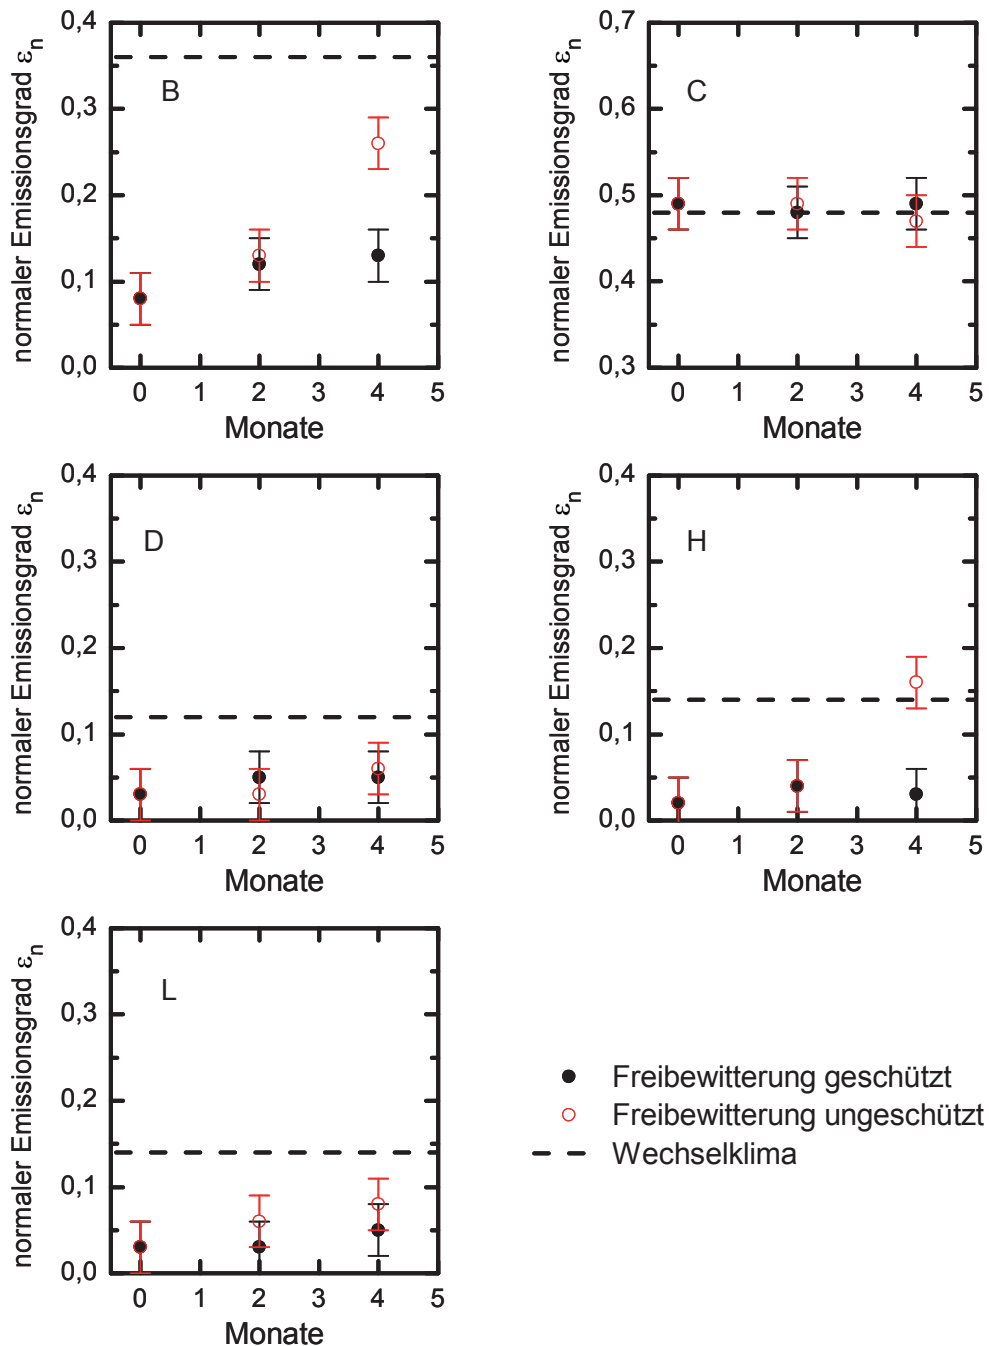 normaler Emissionsgrad εn
0,4
0,3
0,2
0,1
0,0
B
0 1 2 3 4 5
Monate
normaler Emissionsgrad εn
0,7
0,6
0,5
0,4
0,3
C
0 1 2 3 4 5
Monate
normaler Emissionsgrad εn
0,4
0,3
0,2
0,1
0,0
D
0 1 2 3 4 5
Monate
normaler Emissionsgrad εn
0,4
0,3
0,2
0,1
0,0
H
0 1 2 3 4 5
Monate
normaler Emissionsgrad εn
0,4
0,3
0,2
0,1
0,0
L
0 1 2 3 4 5
Monate
Freibewitterung geschützt
Freibewitterung ungeschützt
Wechselklima